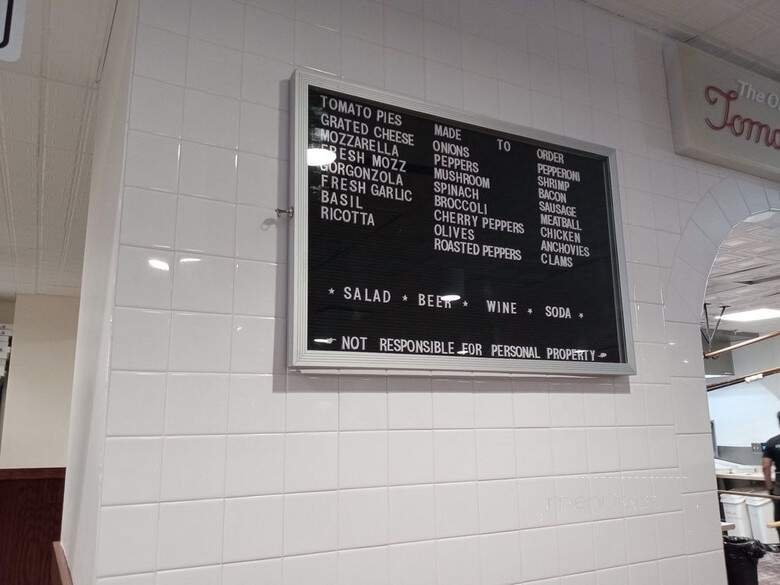 TOMATO PIES MADE TO ORDER
GRATED CHEESE ONIONS PEPPERONI
MOZZARELLA PEPPERS SHRIMP
FRESH MOZZ MUSHROOM BACON
GORGONZOLA SPINACH SAUSAGE
FRESH GARLIC BROCCOLI MEATBALL
BASIL CHERRY PEPPERS CHICKEN
RICOTTA OLIVES ANCHOVIES
ROASTED PEPPERS CLAMS
* SALAD * BEER * WINE * SODA *
NOT RESPONSIBLE FOR PERSONAL PROPERTY
The